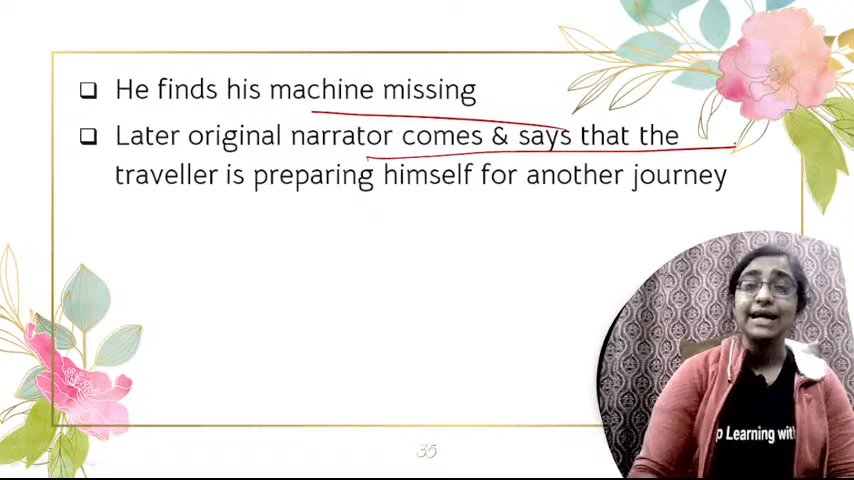 He finds his machine missing
Later original narrator comes & says that the
traveller is preparing himself for another journey
p Learning with
35